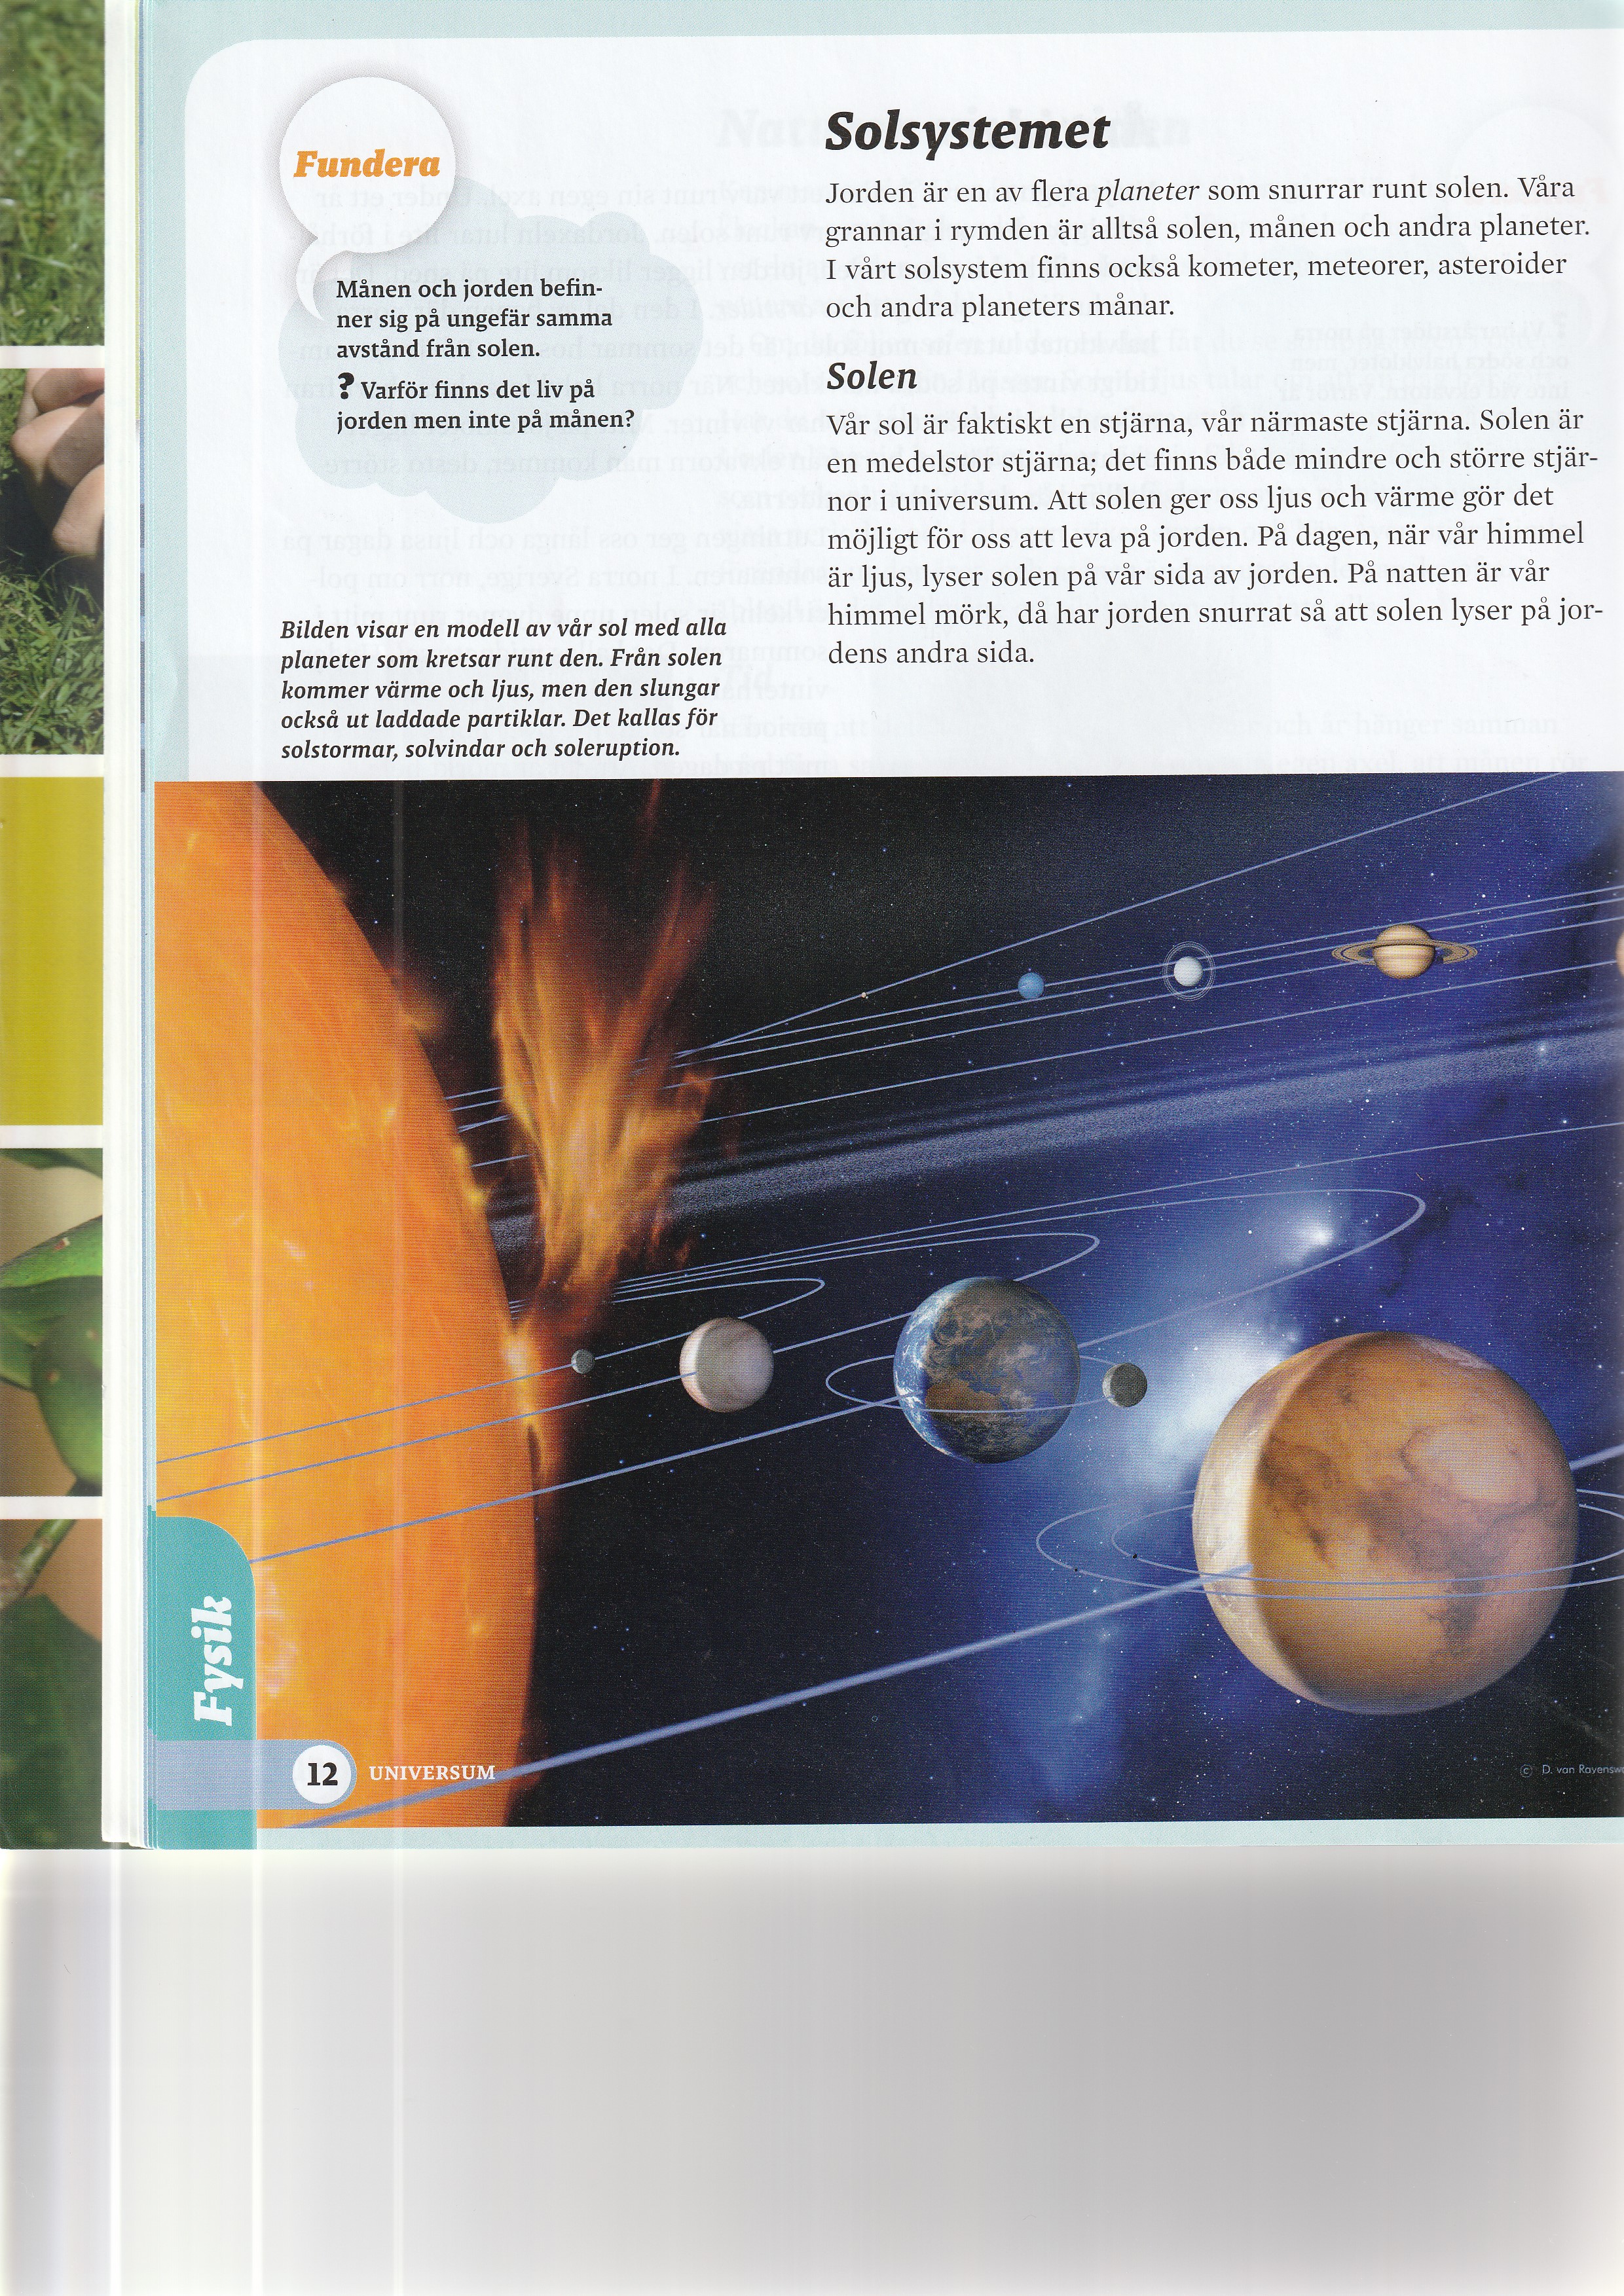 Fundera
Månen och jorden befin-
ner sig på ungefär samma
avstånd från solen.
? Varför finns det liv på
jorden men inte på månen?
Bilden visar en modell av vår sol med alla
planeter som kretsar runt den. Från solen
kommer värme och ljus, men den slungar
också ut laddade partiklar. Det kallas för
solstormar, solvindar och soleruption.
Solsystemet
Jorden är en av flera planeter som snurrar runt solen. Våra
grannar i rymden är alltså solen, månen och andra planeter.
I vårt solsystem finns också kometer, meteorer, asteroider
och andra planeters månar.
Solen
Vår sol är faktiskt en stjärna, vår närmaste stjärna. Solen är
en medelstor stjärna; det finns både mindre och större stjär-
nor i universum. Att solen ger oss ljus och värme gör det
möjligt för oss att leva på jorden. På dagen, när vår himmel
är ljus, lyser solen på vår sida av jorden. På natten är vår
himmel mörk, då har jorden snurrat så att solen lyser på jor-
dens andra sida.
Fysik
12 UNIVERSUM
© D. van